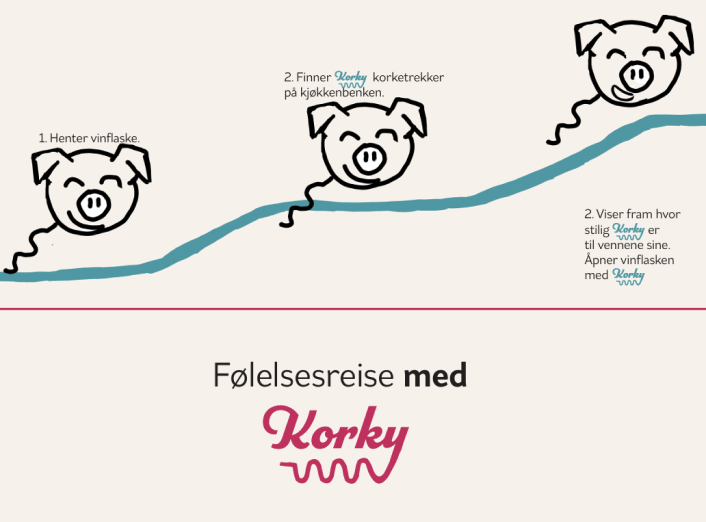 1. Henter vinflaske.
2. Finner Korky korketrekker
på kjøkkenbenken.
2. Viser fram hvor
stilig Korky er
til vennene sine.
Åpner vinflasken
med Korky
Følelsesreise med
Korky